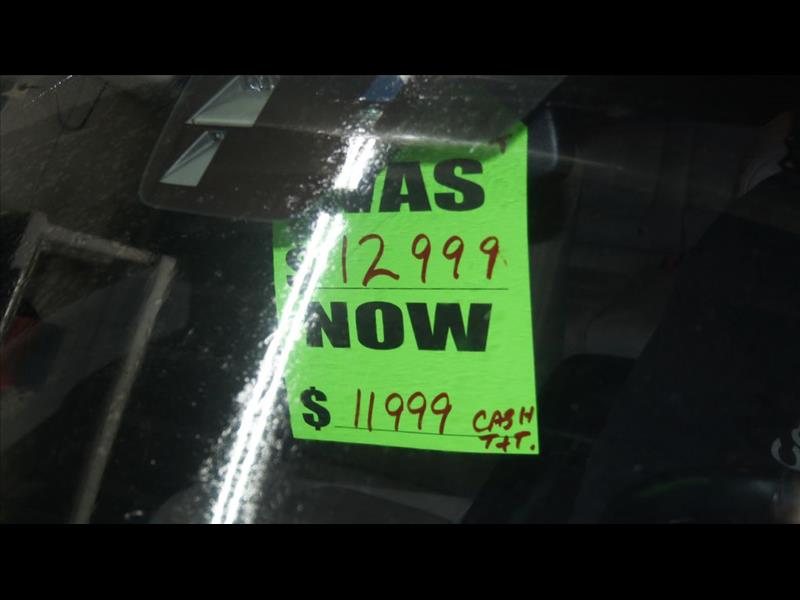 WAS
$ 12999
NOW
$ 11999 CASH
T+T.